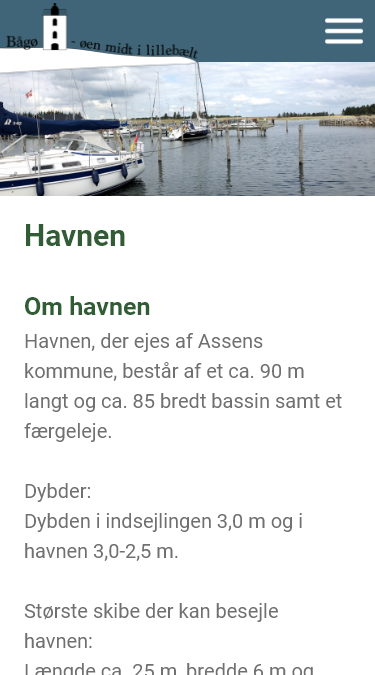 Bågø - øen midt i lillebælt
Havnen
Om havnen
Havnen, der ejes af Assens
kommune, består af et ca. 90 m
langt og ca. 85 bredt bassin samt et
færgeleje.
Dybder:
Dybden i indsejlingen 3,0 m og i
havnen 3,0-2,5 m.
Største skibe der kan besejle
havnen:
Længde ca. 25 m, bredde 6 m og